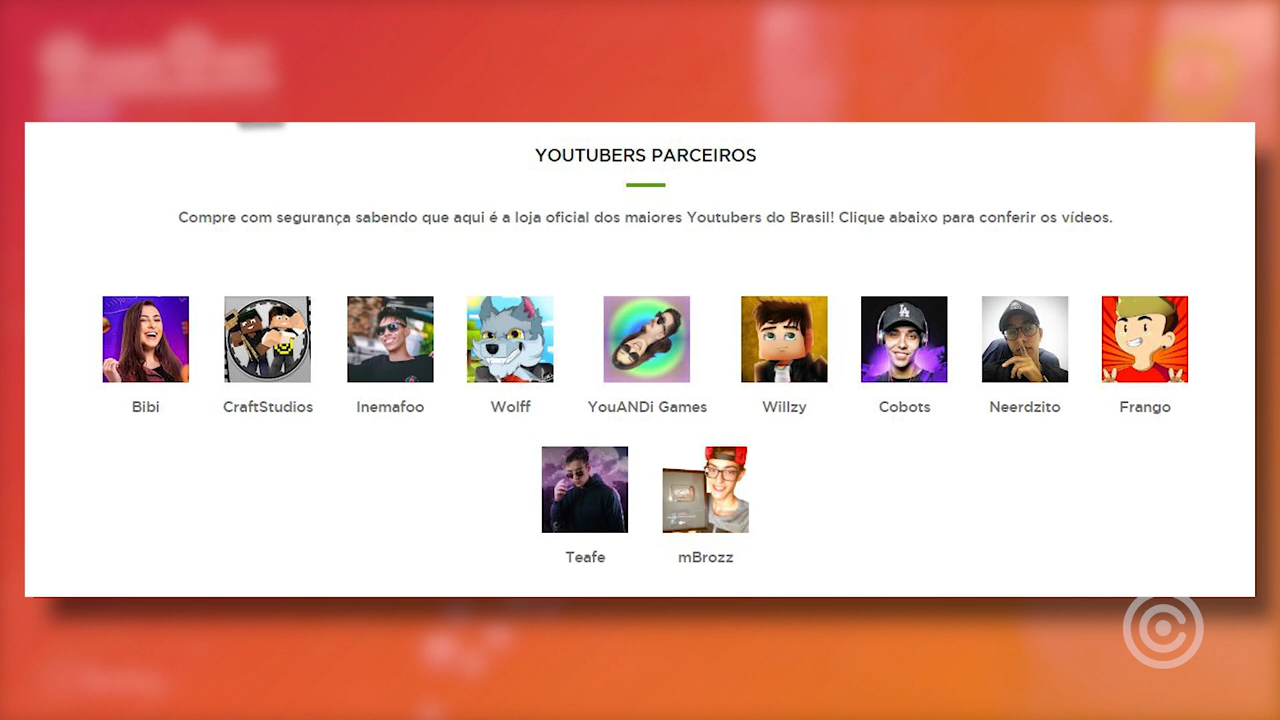 YOUTUBERS PARCEIROS
Compre com segurança sabendo que aqui é a loja oficial dos maiores Youtubers do Brasil! Clique abaixo para conferir os vídeos.
Bibi CraftStudios Inemafoo Wolff YouANDi Games Willzy Cobots Neerdzito Frango
Teafe mBrozz